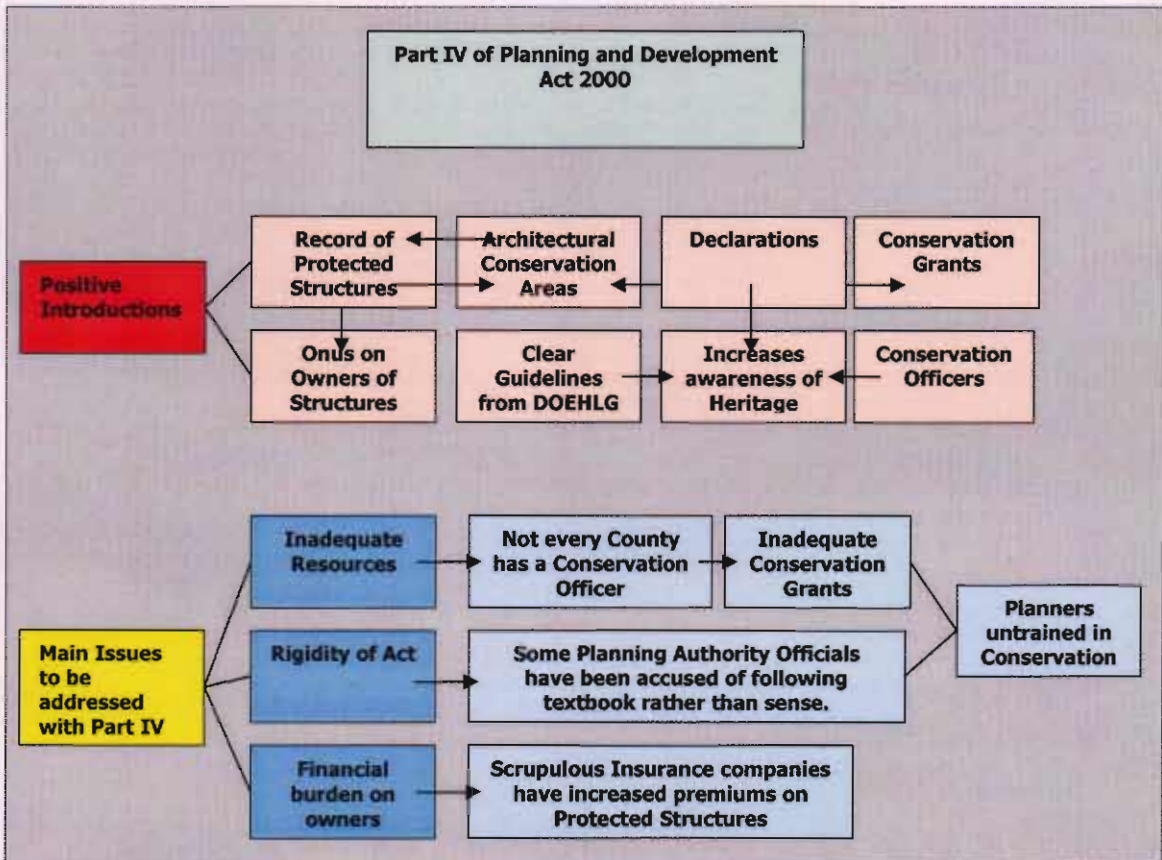 Part IV of Planning and Development
Act 2000
Positive
Introductions
Record of
Protected
Structures
Architectural
Conservation
Areas
Declarations
Conservation
Grants
Onus on
Owners of
Structures
Clear
Guidelines
from DOEHLG
Increases
awareness of
Heritage
Conservation
Officers
Main Issues
to be
addressed
with Part IV
Inadequate
Resources
Not every County
has a Conservation
Officer
Inadequate
Conservation
Grants
Planners
untrained in
Conservation
Rigidity of Act
Some Planning Authority Officials
have been accused of following
textbook rather than sense.
Financial
burden on
owners
Scrupulous Insurance companies
have increased premiums on
Protected Structures